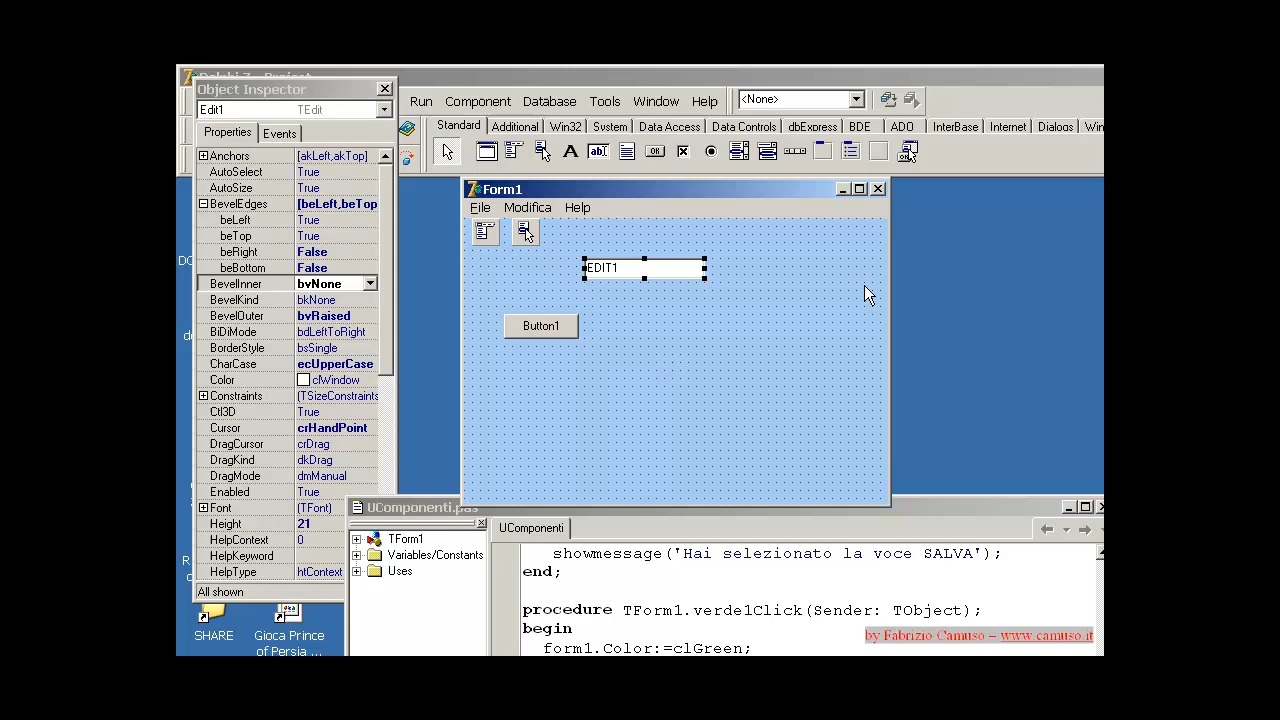 Delphi 7 - Project
Object Inspector
Edit1 TEdit
Properties Events
Anchors [akLeft,akTop]
AutoSelect True
AutoSize True
BevelEdges [beLeft,beTop
beLeft True
beTop True
beRight False
beBottom False
BevelInner bvNone
BevelKind bkNone
BevelOuter bvRaised
BiDiMode bdLeftToRight
BorderStyle bsSingle
CharCase ecUpperCase
Color clWindow
Constraints (TSizeConstraints
Ctl3D True
Cursor crHandPoint
DragCursor crDrag
DragKind dkDrag
DragMode dmManual
Enabled True
Font (TFont)
Height 21
HelpContext 0
HelpKeyword
HelpType htContext
All shown
Run Component Database Tools Window Help
<None>
Standard Additional Win32 System Data Access Data Controls dbExpress BDE ADO InterBase Internet Dialogs Win
Form1
File Modifica Help
EDIT1
Button1
UComponenti.pas
TForm1
Variables/Constants
Uses
UComponenti
showmessage('Hai selezionato la voce SALVA');
end;
procedure TForm1.verde1Click(Sender: TObject);
begin
form1.Color:=clGreen;
by Fabrizio Camuso – www.camuso.it
SHARE
Gioca Prince
of Persia ...